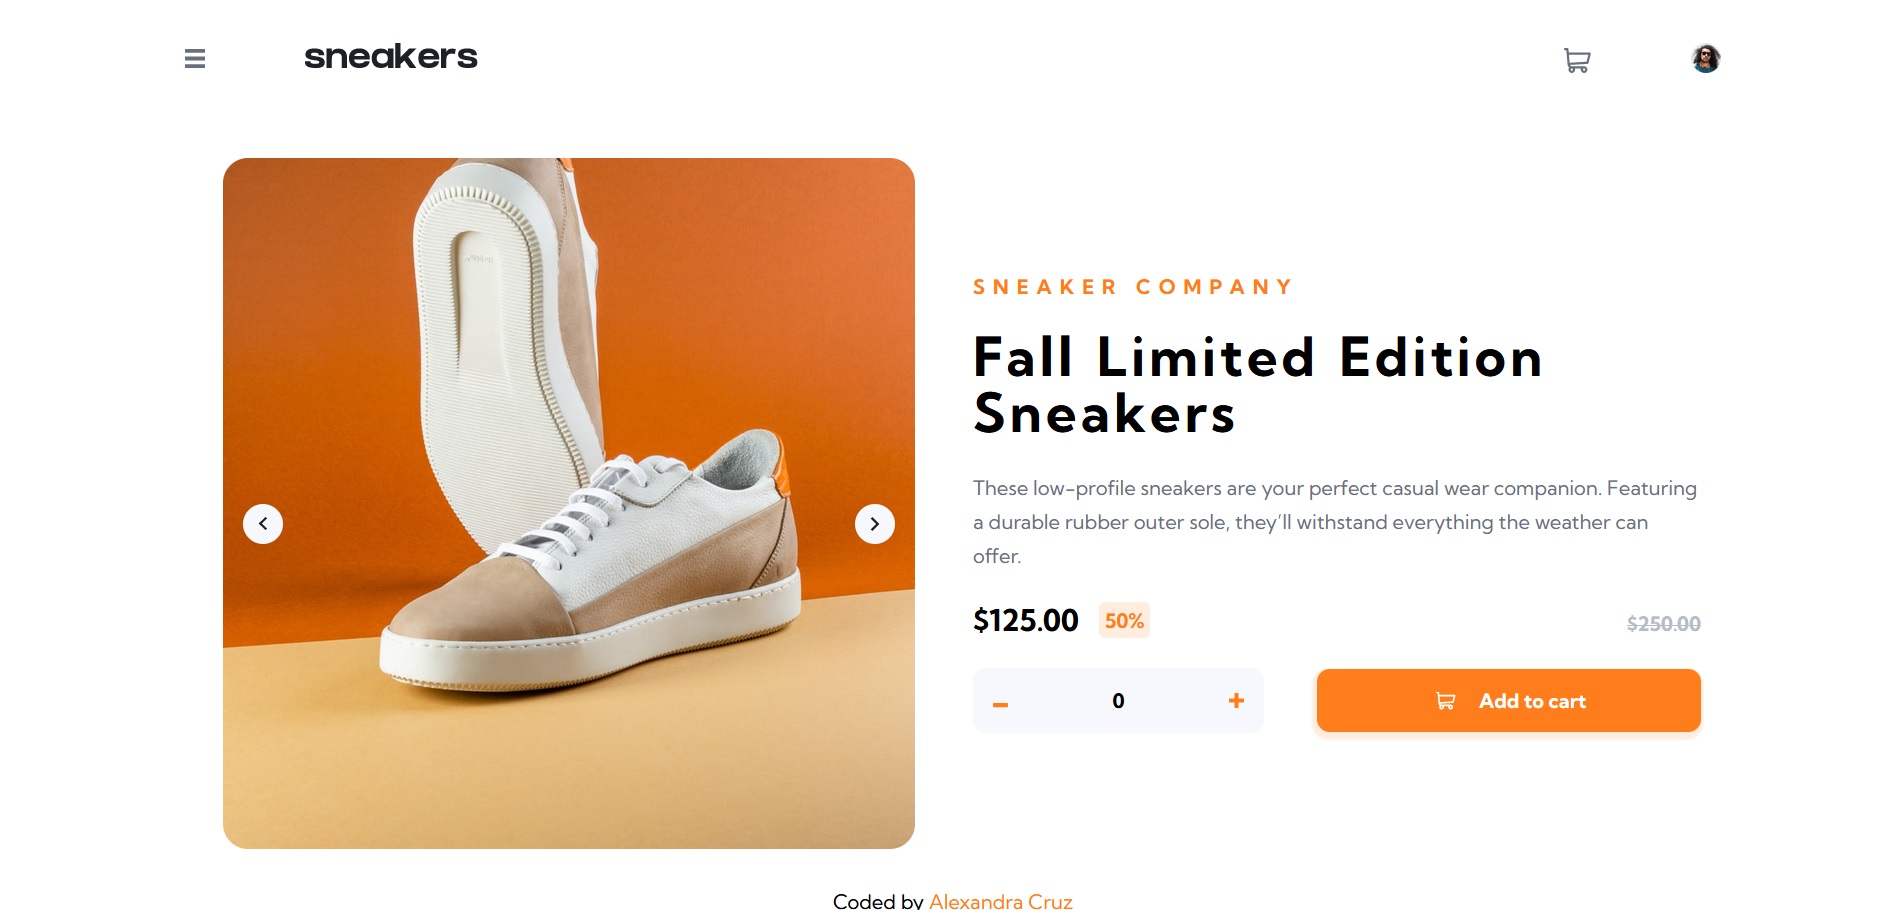 sneakers
SNEAKER COMPANY
Fall Limited Edition
Sneakers
These low-profile sneakers are your perfect casual wear companion. Featuring
a durable rubber outer sole, they’ll withstand everything the weather can
offer.
$125.00 50% $250.00
0 Add to cart
Coded by Alexandra Cruz